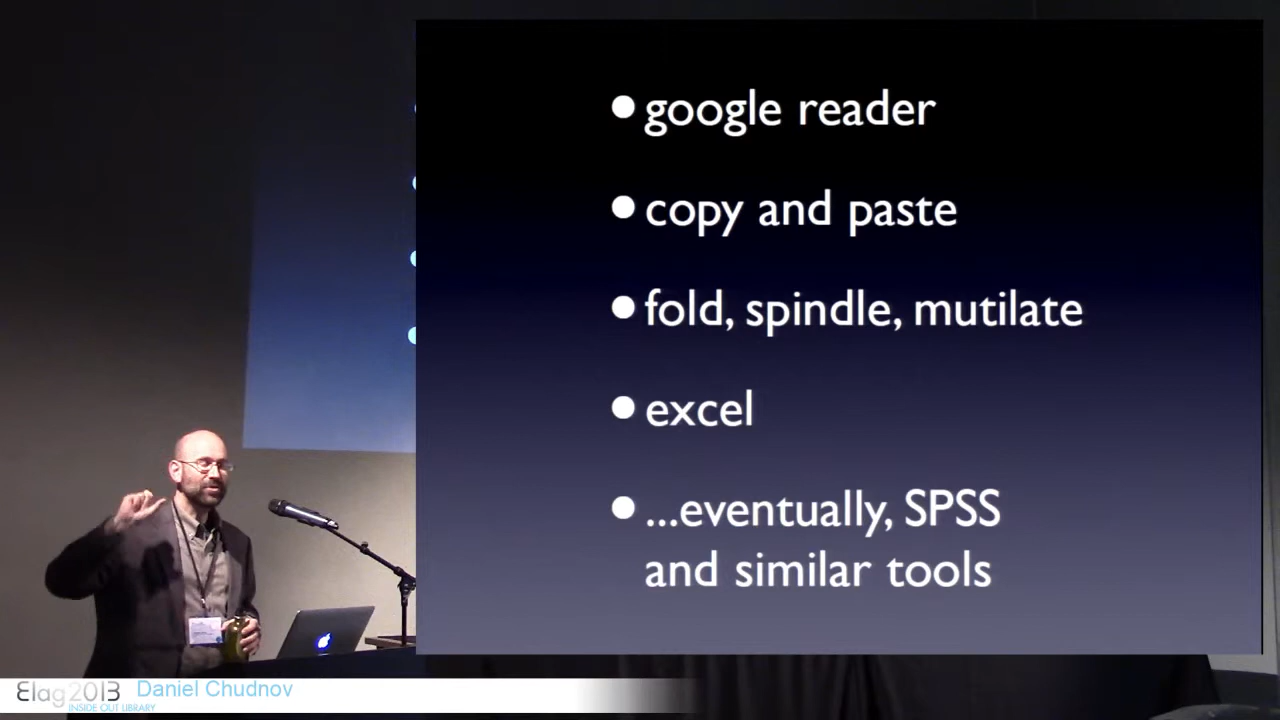 google reader
copy and paste
fold, spindle, mutilate
excel
...eventually, SPSS
and similar tools
Elag2013
Daniel Chudnov
INSIDE OUT LIBRARY